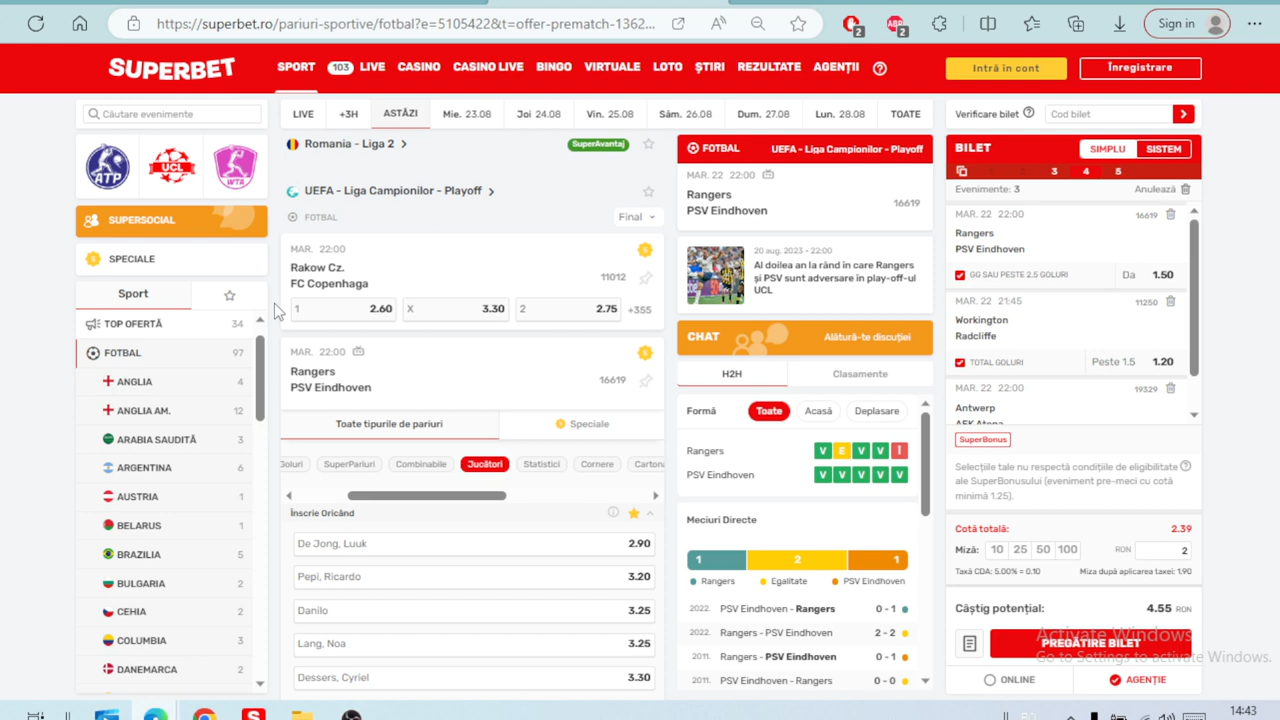 https://superbet.ro/pariuri-sportive/fotbal?e=5105422&t=offer-prematch-1362...
2
ABP
2
Sign in
SUPERBET
SPORT
103 LIVE
CASINO
CASINO LIVE
BINGO
VIRTUALE
LOTO
ȘTIRI
REZULTATE
AGENȚII
Intră în cont
Înregistrare
Căutare evenimente
ATP
UCL
WTA
SUPERSOCIAL
SPECIALE
Sport
TOP OFERTĂ 34
FOTBAL 97
ANGLIA 4
ANGLIA AM. 12
ARABIA SAUDITĂ 3
ARGENTINA 6
AUSTRIA 1
BELARUS 1
BRAZILIA 5
BULGARIA 2
CEHIA 2
COLUMBIA 3
DANEMARCA 2
LIVE
+3H
ASTĂZI
Mie. 23.08
Joi 24.08
Vin. 25.08
Sâm. 26.08
Dum. 27.08
Lun. 28.08
TOATE
Romania - Liga 2
SuperAvantaj
UEFA - Liga Campionilor - Playoff
FOTBAL
Final
MAR. 22:00
Rakow Cz.
FC Copenhaga
11012
1 2.60
X 3.30
2 2.75
+355
MAR. 22:00
Rangers
PSV Eindhoven
16619
Toate tipurile de pariuri
Speciale
Goluri
SuperPariuri
Combinabile
Jucători
Statistici
Cornere
Cartona
Înscrie Oricând
De Jong, Luuk 2.90
Pepi, Ricardo 3.20
Danilo 3.25
Lang, Noa 3.25
Dessers, Cyriel 3.30
FOTBAL
UEFA - Liga Campionilor - Playoff
MAR. 22 22:00
Rangers
PSV Eindhoven
16619
20 aug. 2023 - 22:00
Al doilea an la rând în care Rangers
și PSV sunt adversare în play-off-ul
UCL
CHAT
Alătură-te discuției
H2H
Clasamente
Formă
Toate
Acasă
Deplasare
Rangers V E V V Î
PSV Eindhoven V V V V V
Meciuri Directe
1 2 1
Rangers
Egalitate
PSV Eindhoven
2022. PSV Eindhoven - Rangers 0 - 1
2022. Rangers - PSV Eindhoven 2 - 2
2011. Rangers - PSV Eindhoven 0 - 1
2011. PSV Eindhoven - Rangers 0 - 0
Verificare bilet
Cod bilet
BILET
SIMPLU
SISTEM
3 4 5
Evenimente: 3
Anulează
MAR. 22 22:00
16619
Rangers
PSV Eindhoven
GG SAU PESTE 2.5 GOLURI
Da 1.50
MAR. 22 21:45
11250
Workington
Radcliffe
TOTAL GOLURI
Peste 1.5 1.20
MAR. 22 22:00
19329
Antwerp
AEK Atena
SuperBonus
Selecțiile tale nu respectă condițiile de eligibilitate
ale SuperBonusului (eveniment pre-meci cu cotă
minimă 1.25).
Cotă totală: 2.39
Miză: 10 25 50 100
RON 2
Taxă CDA: 5.00% = 0.10
Miza după aplicarea taxei: 1.90
Câștig potențial: 4.55 RON
PREGĂTIRE BILET
ONLINE
AGENȚIE
Activate Windows
Go to Settings to activate Windows.
14:43